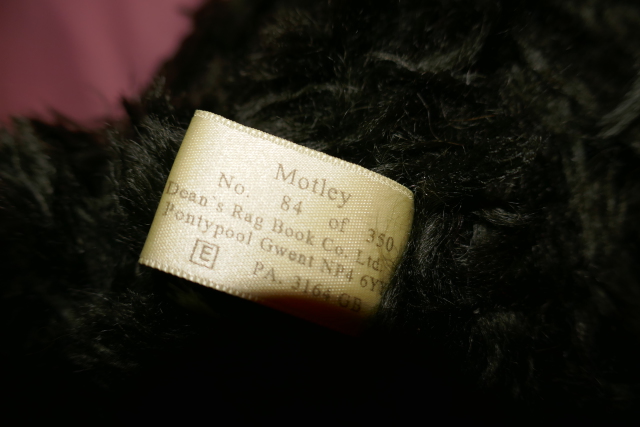 Motley
No. 84 of 350
Dean's Rag Book Co. Ltd.
Pontypool Gwent NP4 6Y
E
PA. 3164 GB